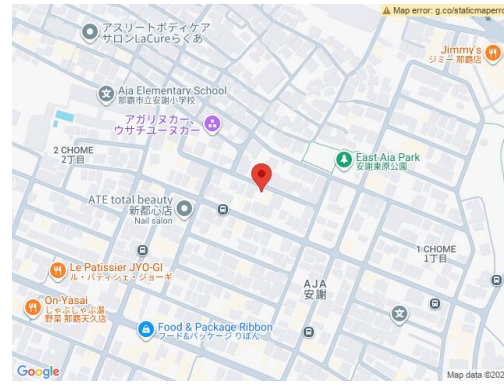 Map error: g.co/staticmaperro
アスリートボディケア
サロンLaCureらくあ
Jimmy's
ジミー 那覇店
Aja Elementary School
那覇市立安謝小学校
アガリヌカー、
ウサチユーヌカー
2 CHOME
2丁目
East Aja Park
安謝東原公園
ATE total beauty
新都心店
Nail salon
1 CHOME
1丁目
Le Patissier JYO-GI
ル・パティシェ・ジョーギ
AJA
安謝
On-Yasai
しゃぶしゃぶ温
野菜 那覇天久店
Food & Package Ribbon
フード&パッケージ りぼん
Google
Map data ©202